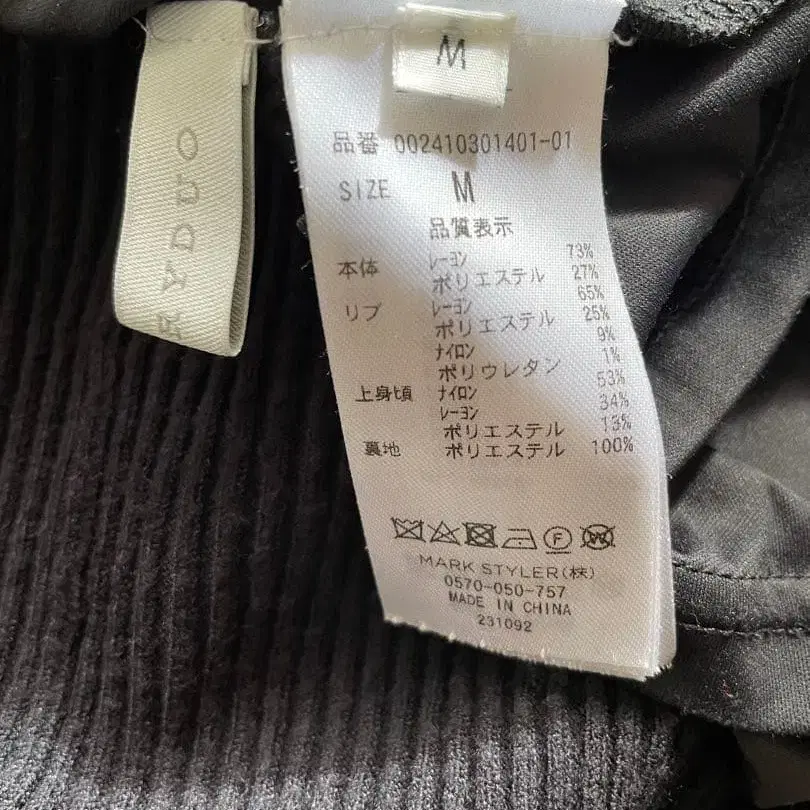 RYDUO
M
品番 002410301401-01
SIZE M
品質表示
本体 レーヨン 73%
ポリエステル 27%
リブ レーヨン 65%
ポリエステル 25%
ナイロン 9%
ポリウレタン 1%
上身頃 ナイロン 53%
レーヨン 34%
ポリエステル 13%
裏地 ポリエステル 100%
F W
MARK STYLER(株)
0570-050-757
MADE IN CHINA
231092